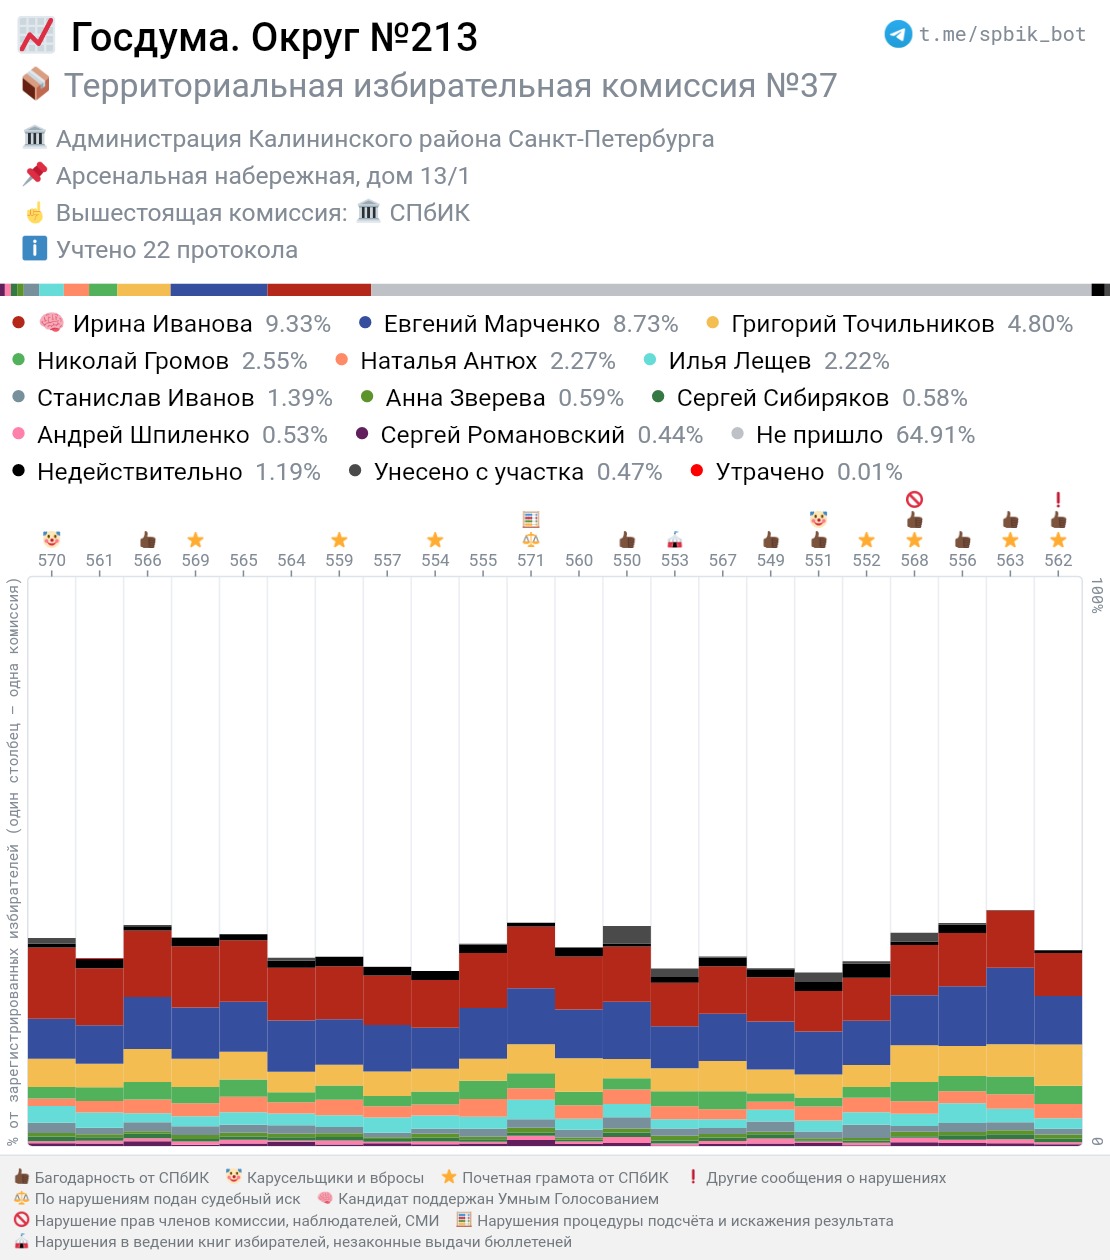 Госдума. Округ №213
t.me/spbik_bot
Территориальная избирательная комиссия №37
Администрация Калининского района Санкт-Петербурга
Арсенальная набережная, дом 13/1
Вышестоящая комиссия: СПбИК
Учтено 22 протокола
Ирина Иванова 9.33% Евгений Марченко 8.73% Григорий Точильников 4.80%
Николай Громов 2.55% Наталья Антюх 2.27% Илья Лещев 2.22%
Станислав Иванов 1.39% Анна Зверева 0.59% Сергей Сибиряков 0.58%
Андрей Шпиленко 0.53% Сергей Романовский 0.44% Не пришло 64.91%
Недействительно 1.19% Унесено с участка 0.47% Утрачено 0.01%
570 561 566 569 565 564 559 557 554 555 571 560 550 553 567 549 551 552 568 556 563 562
% от зарегистрированных избирателей (один столбец – одна комиссия)
100%
0
Багодарность от СПбИК Карусельщики и вбросы Почетная грамота от СПбИК Другие сообщения о нарушениях
По нарушениям подан судебный иск Кандидат поддержан Умным Голосованием
Нарушение прав членов комиссии, наблюдателей, СМИ Нарушения процедуры подсчёта и искажения результата
Нарушения в ведении книг избирателей, незаконные выдачи бюллетеней